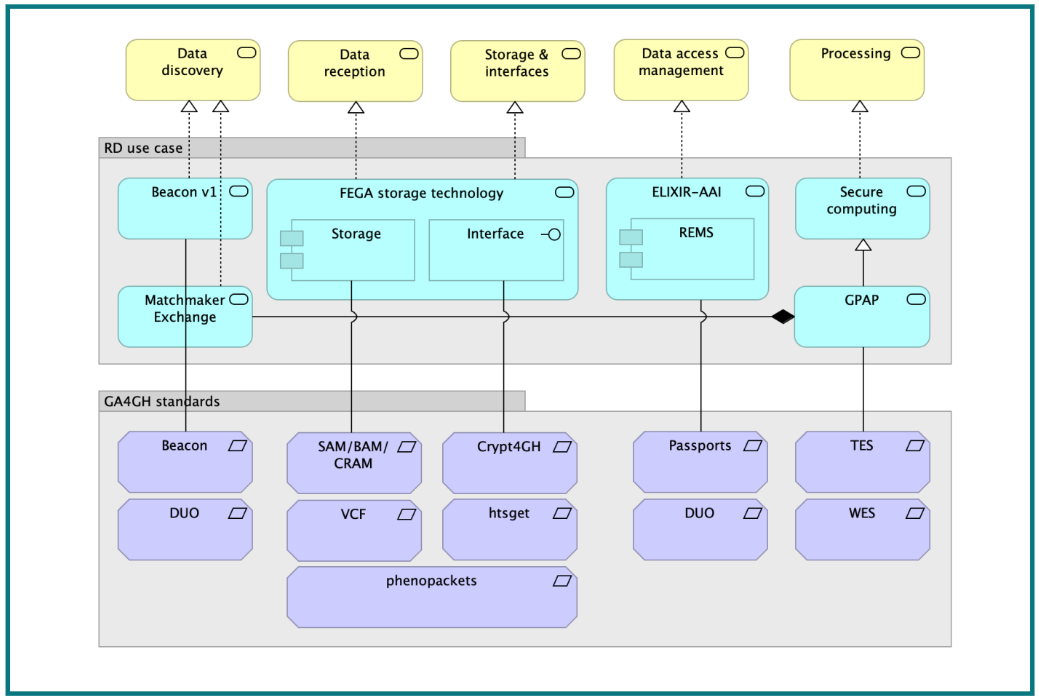 Data
discovery
Data
reception
Storage &
interfaces
Data access
management
Processing
RD use case
Beacon v1
FEGA storage technology
ELIXIR-AAI
Secure
computing
Storage
Interface
REMS
Matchmaker
Exchange
GPAP
GA4GH standards
Beacon
SAM/BAM/
CRAM
Crypt4GH
Passports
TES
DUO
VCF
htsget
DUO
WES
phenopackets